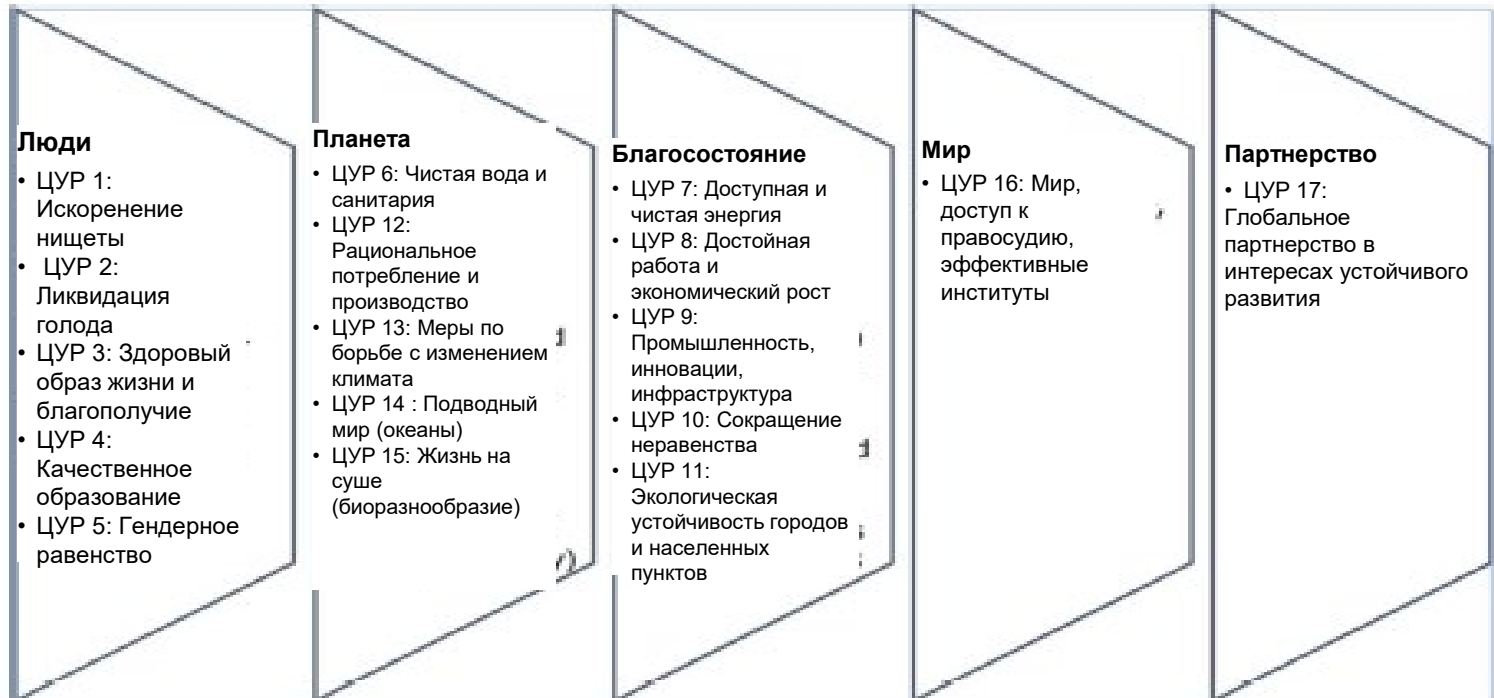 Люди
• ЦУР 1:
Искоренение
нищеты
• ЦУР 2:
Ликвидация
голода
• ЦУР 3: Здоровый
образ жизни и
благополучие
• ЦУР 4:
Качественное
образование
• ЦУР 5: Гендерное
равенство
Планета
• ЦУР 6: Чистая вода и
санитария
• ЦУР 12:
Рациональное
потребление и
производство
• ЦУР 13: Меры по
борьбе с изменением
климата
• ЦУР 14 : Подводный
мир (океаны)
• ЦУР 15: Жизнь на
суше
(биоразнообразие)
Благосостояние
• ЦУР 7: Доступная и
чистая энергия
• ЦУР 8: Достойная
работа и
экономический рост
• ЦУР 9:
Промышленность,
инновации,
инфраструктура
• ЦУР 10: Сокращение
неравенства
• ЦУР 11:
Экологическая
устойчивость городов
и населенных
пунктов
Мир
• ЦУР 16: Мир,
доступ к
правосудию,
эффективные
институты
Партнерство
• ЦУР 17:
Глобальное
партнерство в
интересах устойчивого
развития